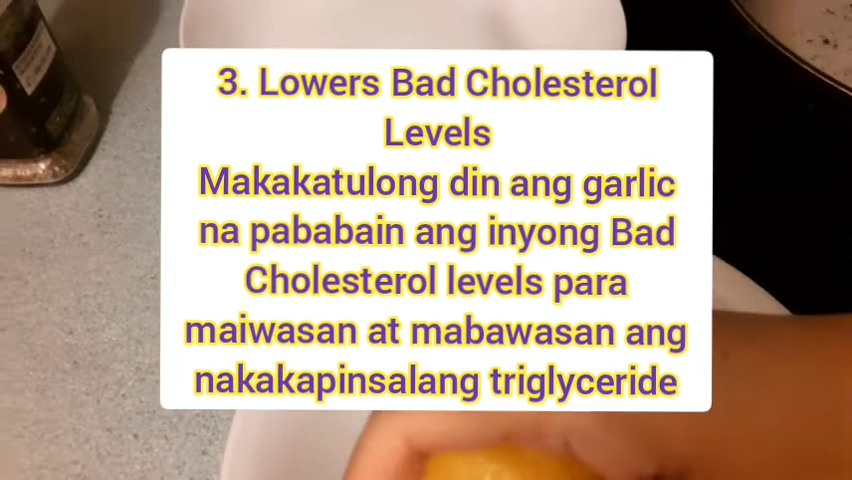 3. Lowers Bad Cholesterol
Levels
Makakatulong din ang garlic
na pababain ang inyong Bad
Cholesterol levels para
maiwasan at mabawasan ang
nakakapinsalang triglyceride